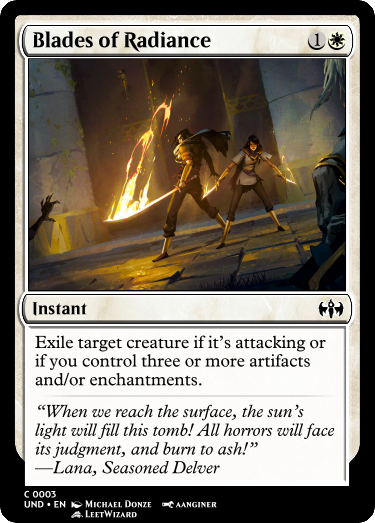 Blades of Radiance 1
Instant
Exile target creature if it's attacking or
if you control three or more artifacts
and/or enchantments.
“When we reach the surface, the sun's
light will fill this tomb! All horrors will face
its judgment, and burn to ash!”
—Lana, Seasoned Delver
C 0003
UND • EN Michael Donze AANGINER
LeetWizard